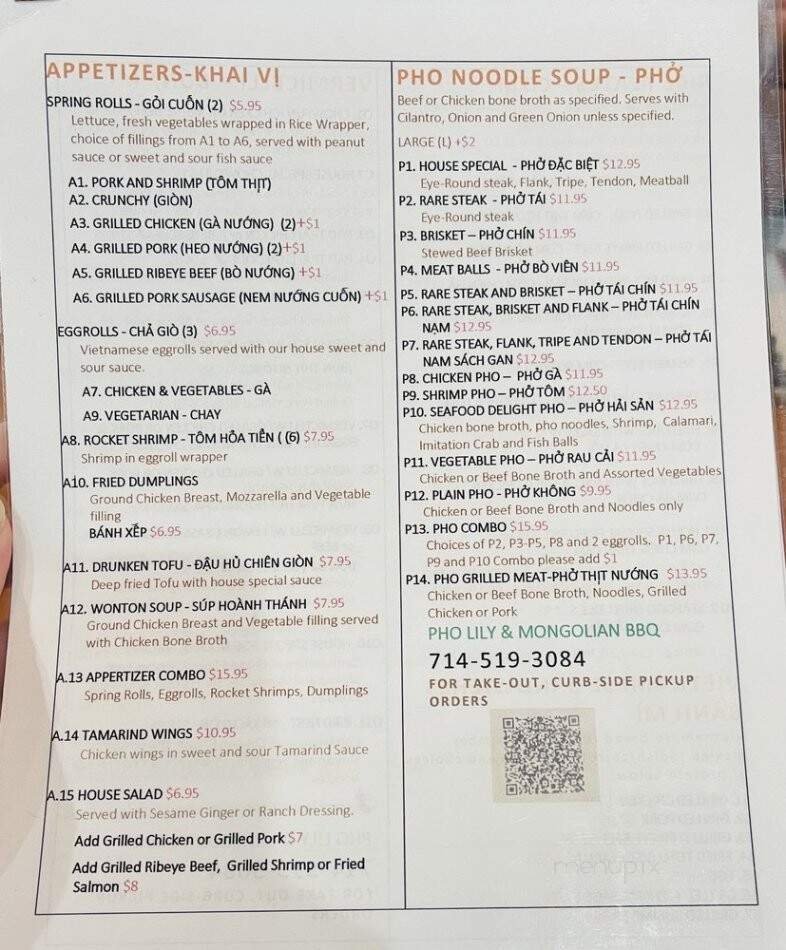 APPETIZERS-KHAI VỊ
SPRING ROLLS - GỎI CUỐN (2) $5.95
Lettuce, fresh vegetables wrapped in Rice Wrapper,
choice of fillings from A1 to A6, served with peanut
sauce or sweet and sour fish sauce
A1. PORK AND SHRIMP (TÔM THỊT)
A2. CRUNCHY (GIÒN)
A3. GRILLED CHICKEN (GÀ NƯỚNG) (2)+$1
A4. GRILLED PORK (HEO NƯỚNG) (2)+$1
A5. GRILLED RIBEYE BEEF (BÒ NƯỚNG) +$1
A6. GRILLED PORK SAUSAGE (NEM NƯỚNG CUỐN) +$1
EGGROLLS - CHẢ GIÒ (3) $6.95
Vietnamese eggrolls served with our house sweet and
sour sauce.
A7. CHICKEN & VEGETABLES - GÀ
A9. VEGETARIAN - CHAY
A8. ROCKET SHRIMP - TÔM HỎA TIỄN ( (6) $7.95
Shrimp in eggroll wrapper
A10. FRIED DUMPLINGS
Ground Chicken Breast, Mozzarella and Vegetable
filling
BÁNH XẾP $6.95
A11. DRUNKEN TOFU - ĐẬU HỦ CHIÊN GIÒN $7.95
Deep fried Tofu with house special sauce
A12. WONTON SOUP - SÚP HOÀNH THÁNH $7.95
Ground Chicken Breast and Vegetable filling served
with Chicken Bone Broth
A.13 APPERTIZER COMBO $15.95
Spring Rolls, Eggrolls, Rocket Shrimps, Dumplings
A.14 TAMARIND WINGS $10.95
Chicken wings in sweet and sour Tamarind Sauce
A.15 HOUSE SALAD $6.95
Served with Sesame Ginger or Ranch Dressing.
Add Grilled Chicken or Grilled Pork $7
Add Grilled Ribeye Beef, Grilled Shrimp or Fried
Salmon $8
PHO NOODLE SOUP - PHỞ
Beef or Chicken bone broth as specified. Serves with
Cilantro, Onion and Green Onion unless specified.
LARGE (L) +$2
P1. HOUSE SPECIAL - PHỞ ĐẶC BIỆT $12.95
Eye-Round steak, Flank, Tripe, Tendon, Meatball
P2. RARE STEAK - PHỞ TÁI $11.95
Eye-Round steak
P3. BRISKET – PHỞ CHÍN $11.95
Stewed Beef Brisket
P4. MEAT BALLS - PHỞ BÒ VIÊN $11.95
P5. RARE STEAK AND BRISKET – PHỞ TÁI CHÍN $11.95
P6. RARE STEAK, BRISKET AND FLANK – PHỞ TÁI CHÍN
NẠM $12.95
P7. RARE STEAK, FLANK, TRIPE AND TENDON – PHỞ TÁI
NAM SÁCH GAN $12.95
P8. CHICKEN PHO – PHỞ GÀ $11.95
P9. SHRIMP PHO – PHỞ TÔM $12.50
P10. SEAFOOD DELIGHT PHO – PHỞ HẢI SẢN $12.95
Chicken bone broth, pho noodles, Shrimp, Calamari,
Imitation Crab and Fish Balls
P11. VEGETABLE PHO – PHỞ RAU CẢI $11.95
Chicken or Beef Bone Broth and Assorted Vegetables
P12. PLAIN PHO - PHỞ KHÔNG $9.95
Chicken or Beef Bone Broth and Noodles only
P13. PHO COMBO $15.95
Choices of P2, P3-P5, P8 and 2 eggrolls. P1, P6, P7,
P9 and P10 Combo please add $1
P14. PHO GRILLED MEAT-PHỞ THỊT NƯỚNG $13.95
Chicken or Beef Bone Broth, Noodles, Grilled
Chicken or Pork
PHO LILY & MONGOLIAN BBQ
714-519-3084
FOR TAKE-OUT, CURB-SIDE PICKUP
ORDERS
menupix